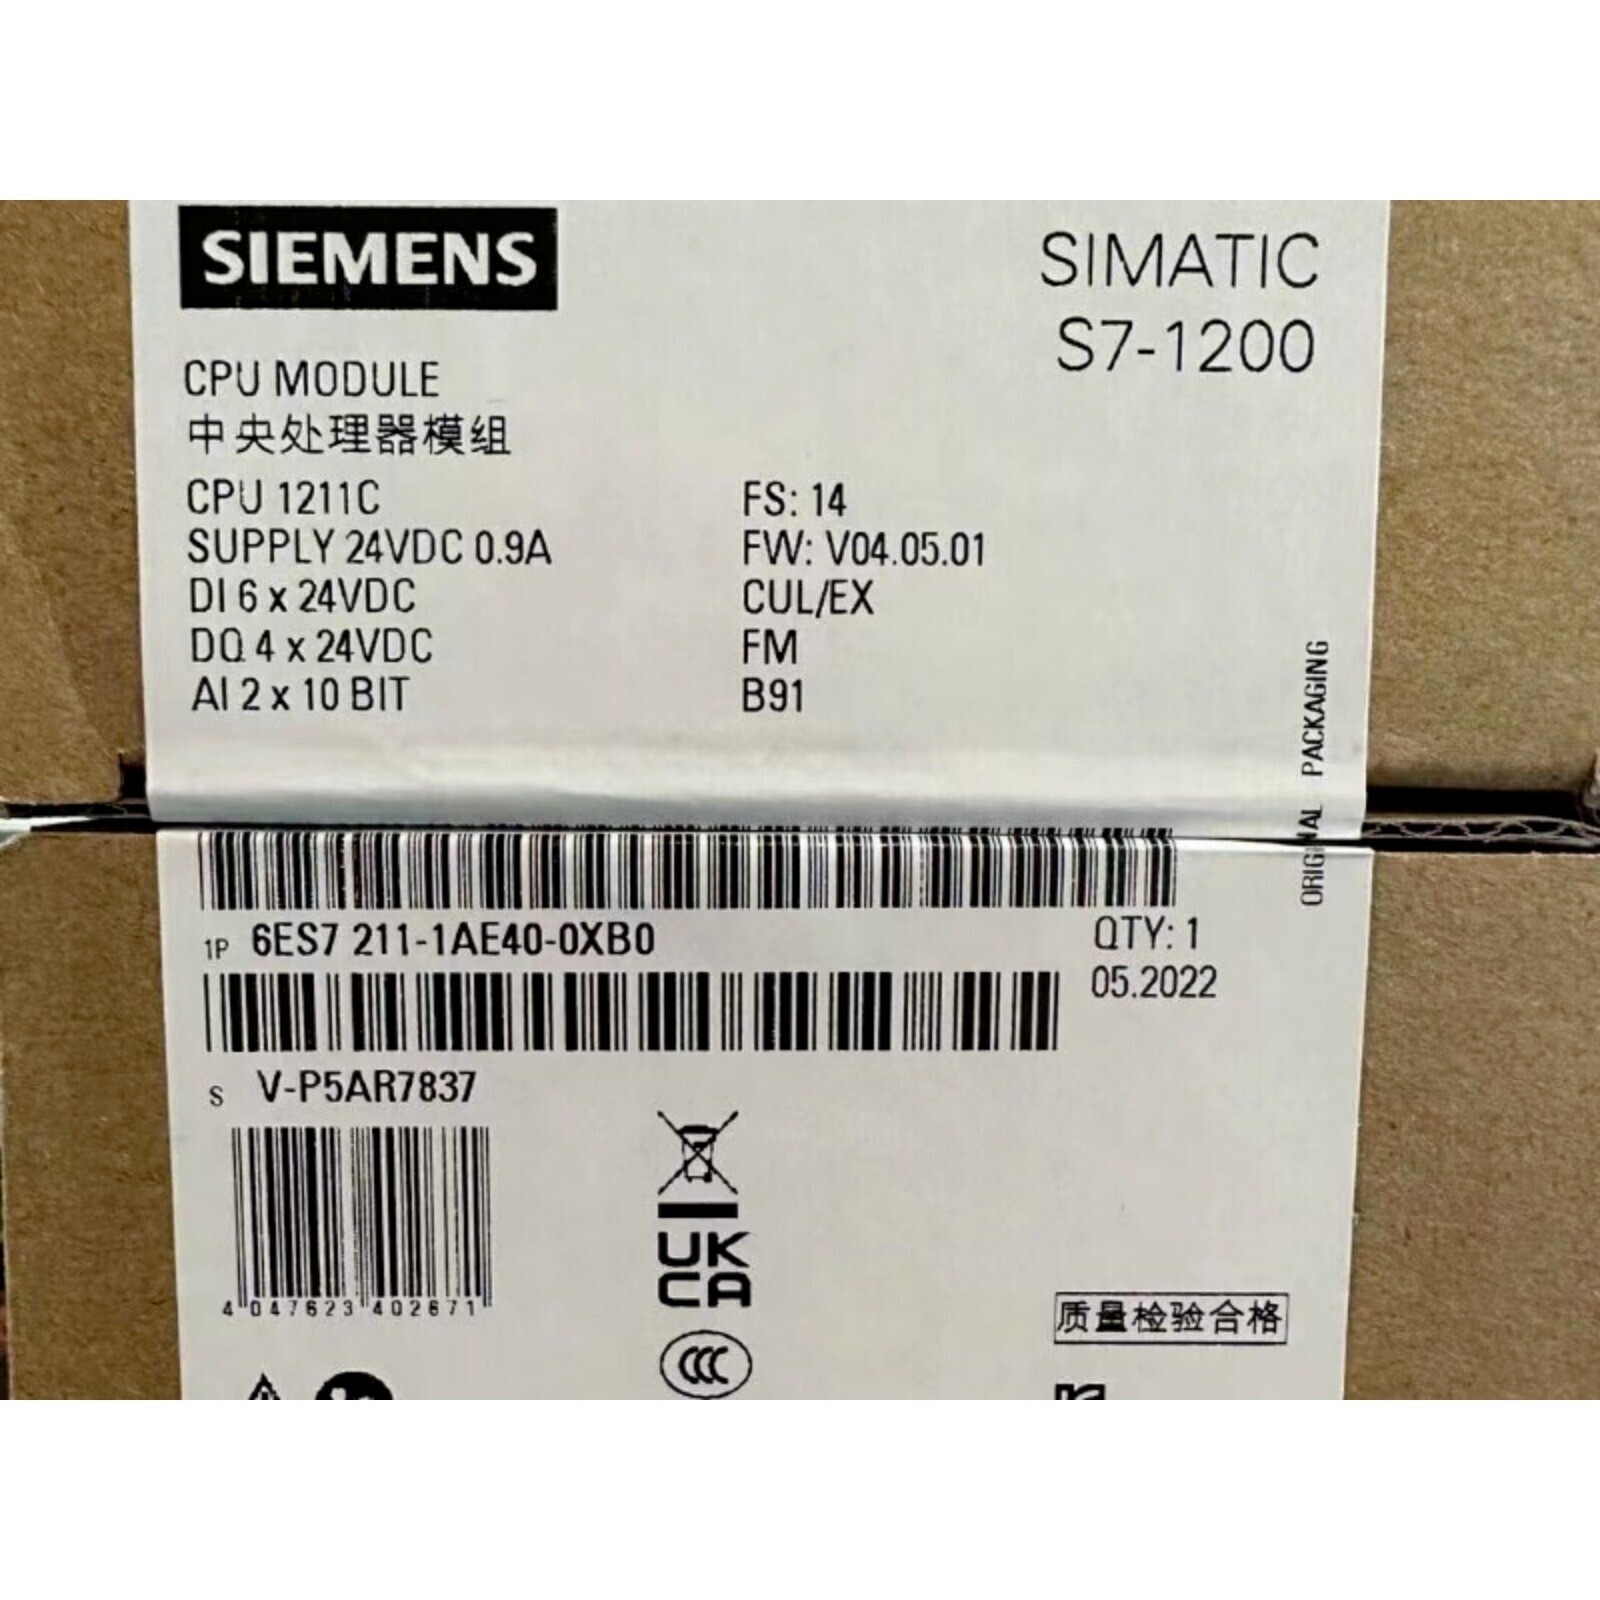 SIEMENS
SIMATIC
S7-1200
CPU MODULE
中央处理器模组
CPU 1211C
SUPPLY 24VDC 0.9A
DI 6 x 24VDC
DQ 4 x 24VDC
AI 2 x 10 BIT
FS: 14
FW: V04.05.01
CUL/EX
FM
B91
ORIGINAL PACKAGING
1P 6ES7 211-1AE40-0XB0
QTY: 1
05.2022
S V-P5AR7837
4 047623 402671
UK
CA
CCC
质量检验合格